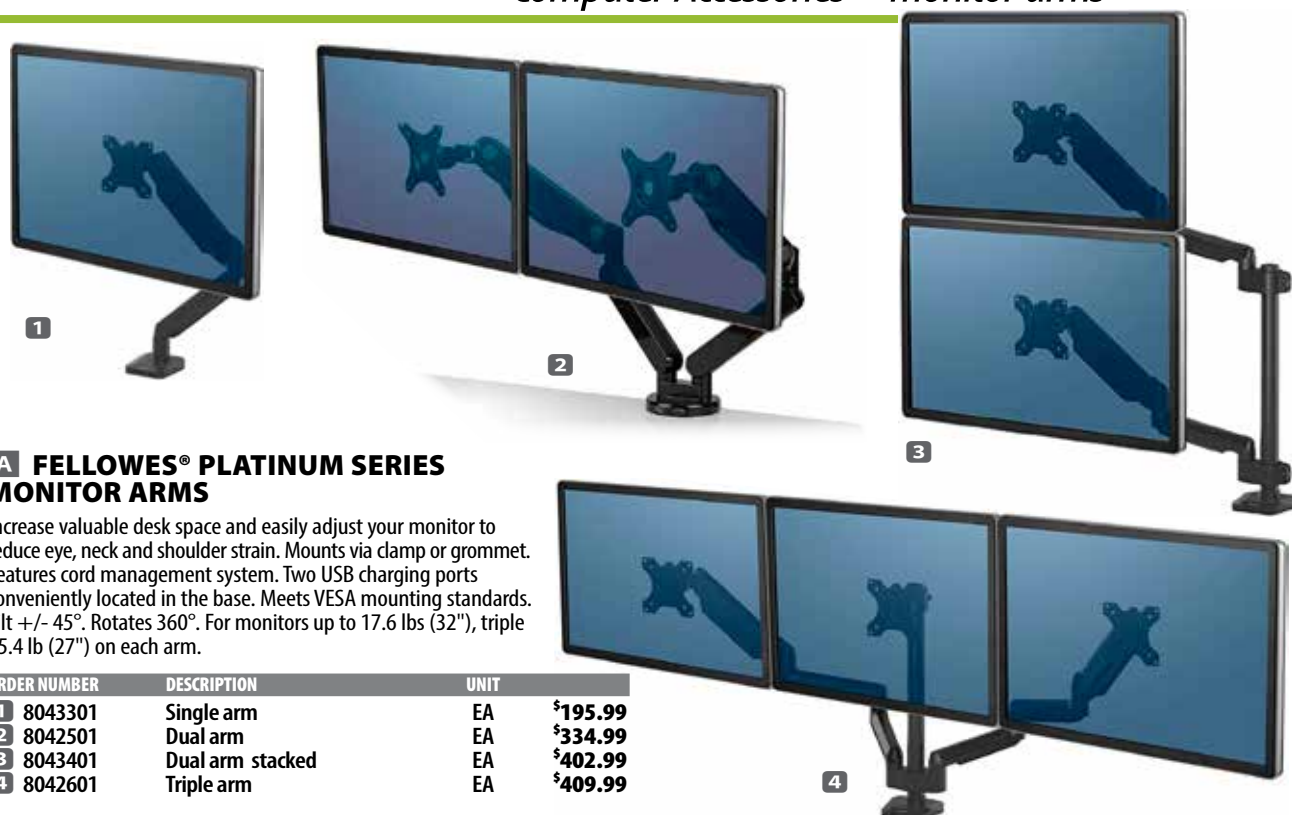 Computer Accessories - monitor arms
1
2
3
A FELLOWES® PLATINUM SERIES
MONITOR ARMS
ncrease valuable desk space and easily adjust your monitor to
educe eye, neck and shoulder strain. Mounts via clamp or grommet.
eatures cord management system. Two USB charging ports
onveniently located in the base. Meets VESA mounting standards.
ilt +/- 45°. Rotates 360°. For monitors up to 17.6 lbs (32"), triple
5.4 lb (27") on each arm.
RDER NUMBER DESCRIPTION UNIT
1 8043301 Single arm EA $195.99
2 8042501 Dual arm EA $334.99
3 8043401 Dual arm stacked EA $402.99
4 8042601 Triple arm EA $409.99
4